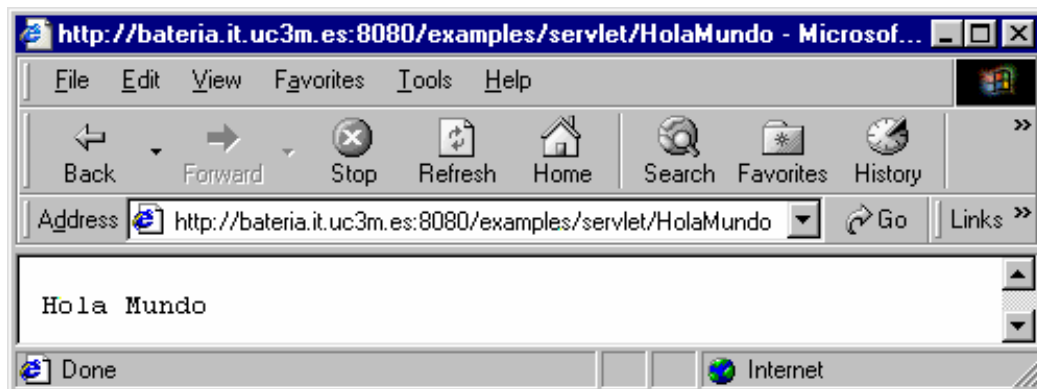 http://bateria.it.uc3m.es:8080/examples/servlet/HolaMundo - Microsof...
File Edit View Favorites Tools Help
Back Forward Stop Refresh Home Search Favorites History »
Address http://bateria.it.uc3m.es:8080/examples/servlet/HolaMundo Go Links »
Hola Mundo
Done Internet